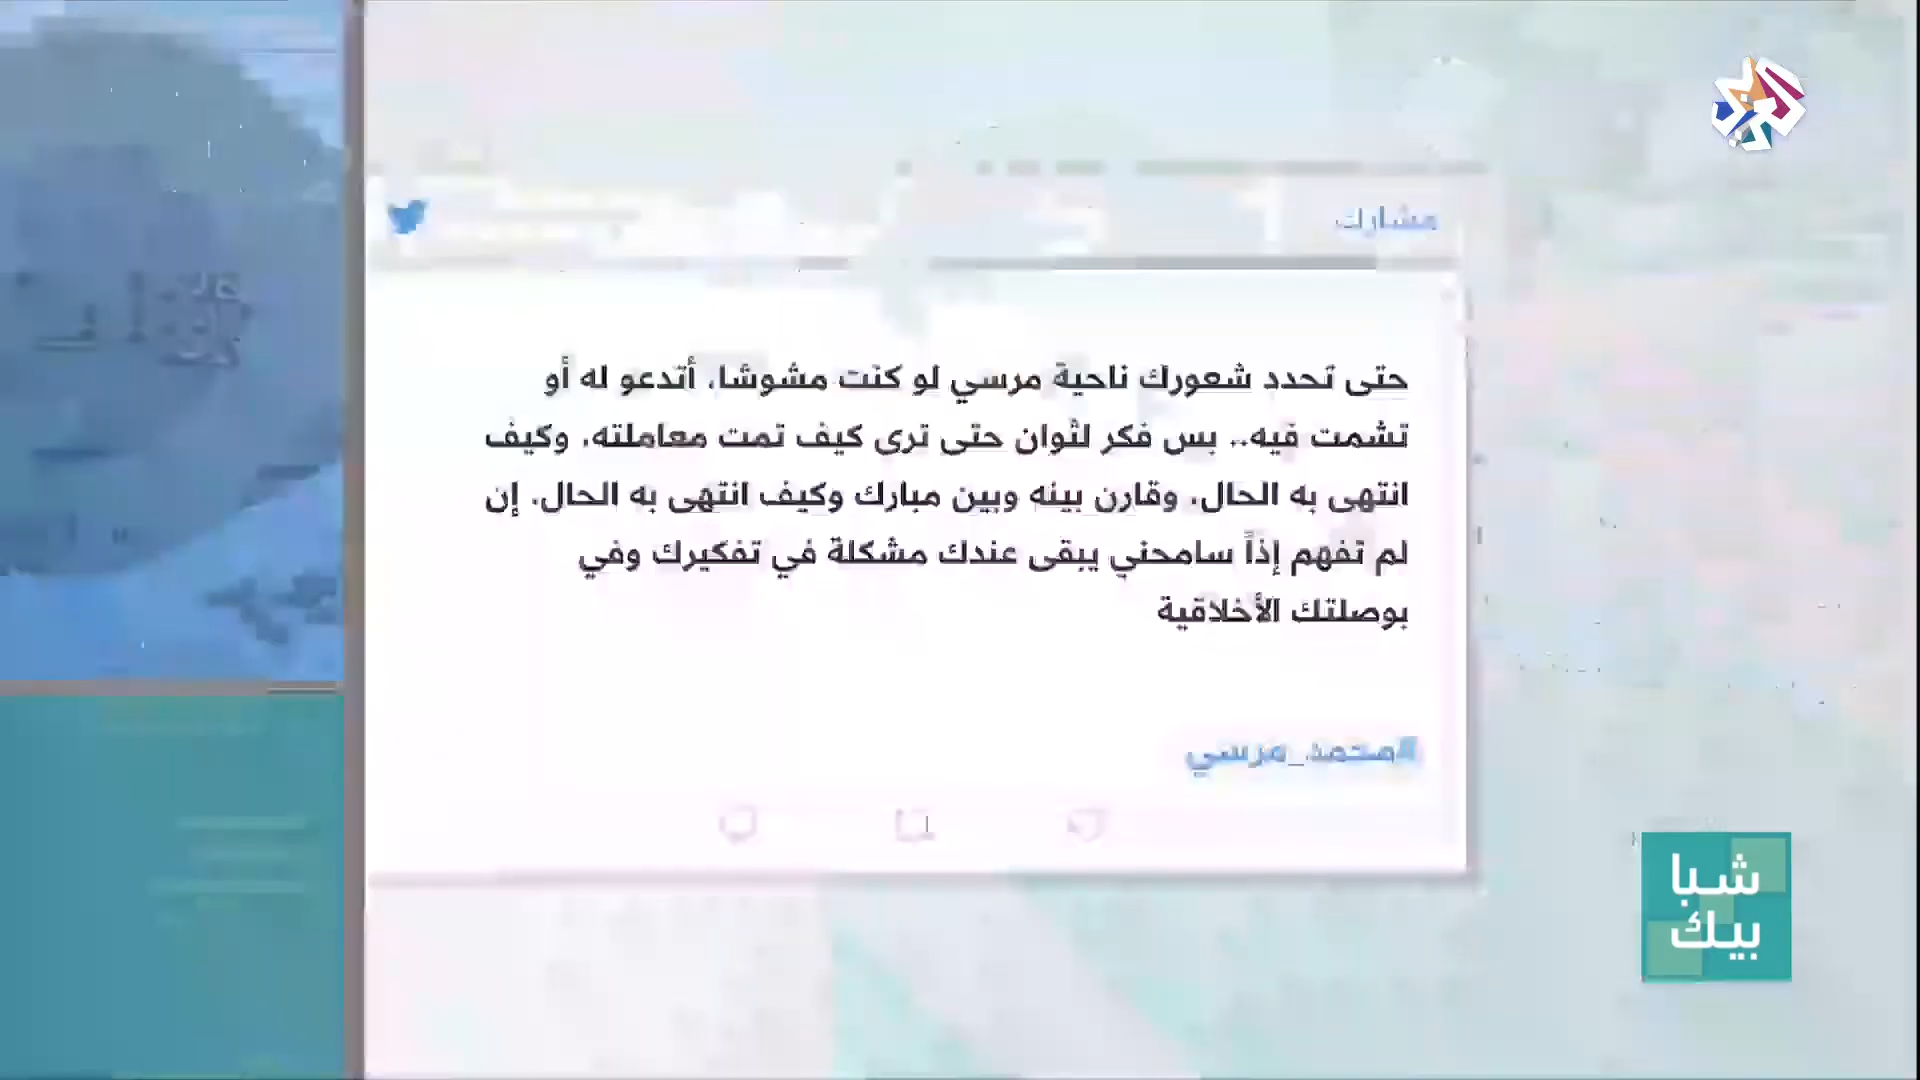 مشارك
حتى تحدد شعورك ناحية مرسي لو كنت مشوشا، أتدعو له أو
تشمت فيه.. بس فكر لثوان حتى ترى كيف تمت معاملته، وكيف
انتهى به الحال، وقارن بينه وبين مبارك وكيف انتهى به الحال، إن
لم تفهم إذاً سامحني يبقى عندك مشكلة في تفكيرك وفي
بوصلتك الأخلاقية
#محمد_مرسي
شبا
بيك